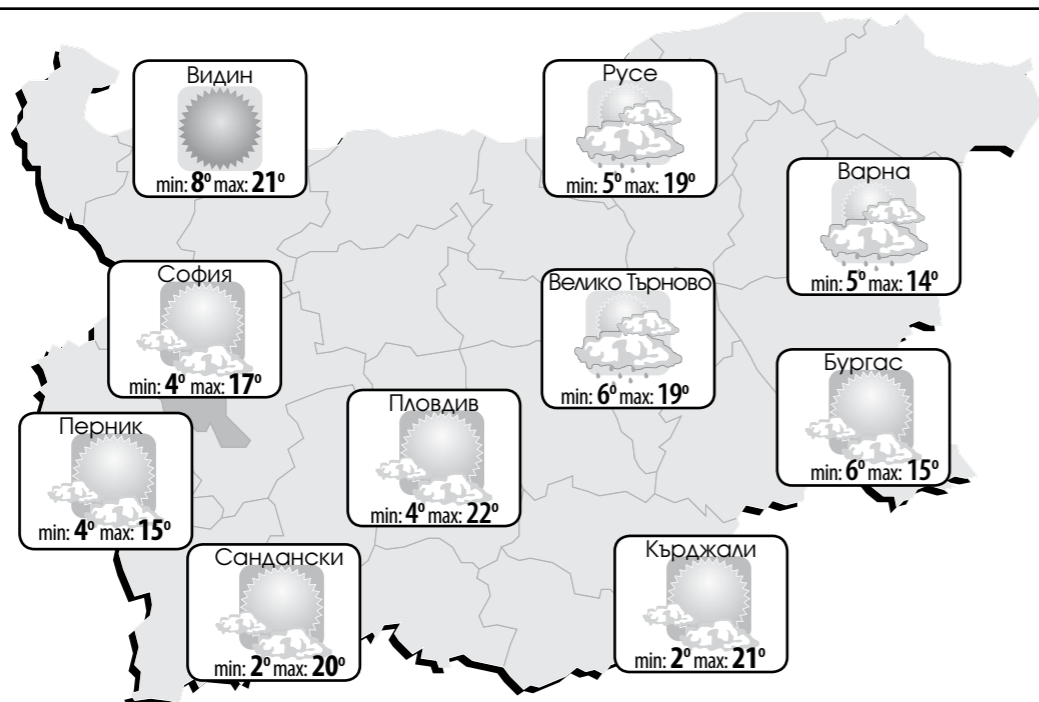 Видин
min: 8° max: 21°
Русе
min: 5° max: 19°
Варна
min: 5° max: 14°
София
min: 4° max: 17°
Велико Търново
min: 6° max: 19°
Бургас
min: 6° max: 15°
Пловдив
min: 4° max: 22°
Перник
min: 4° max: 15°
Сандански
min: 2° max: 20°
Кърджали
min: 2° max: 21°